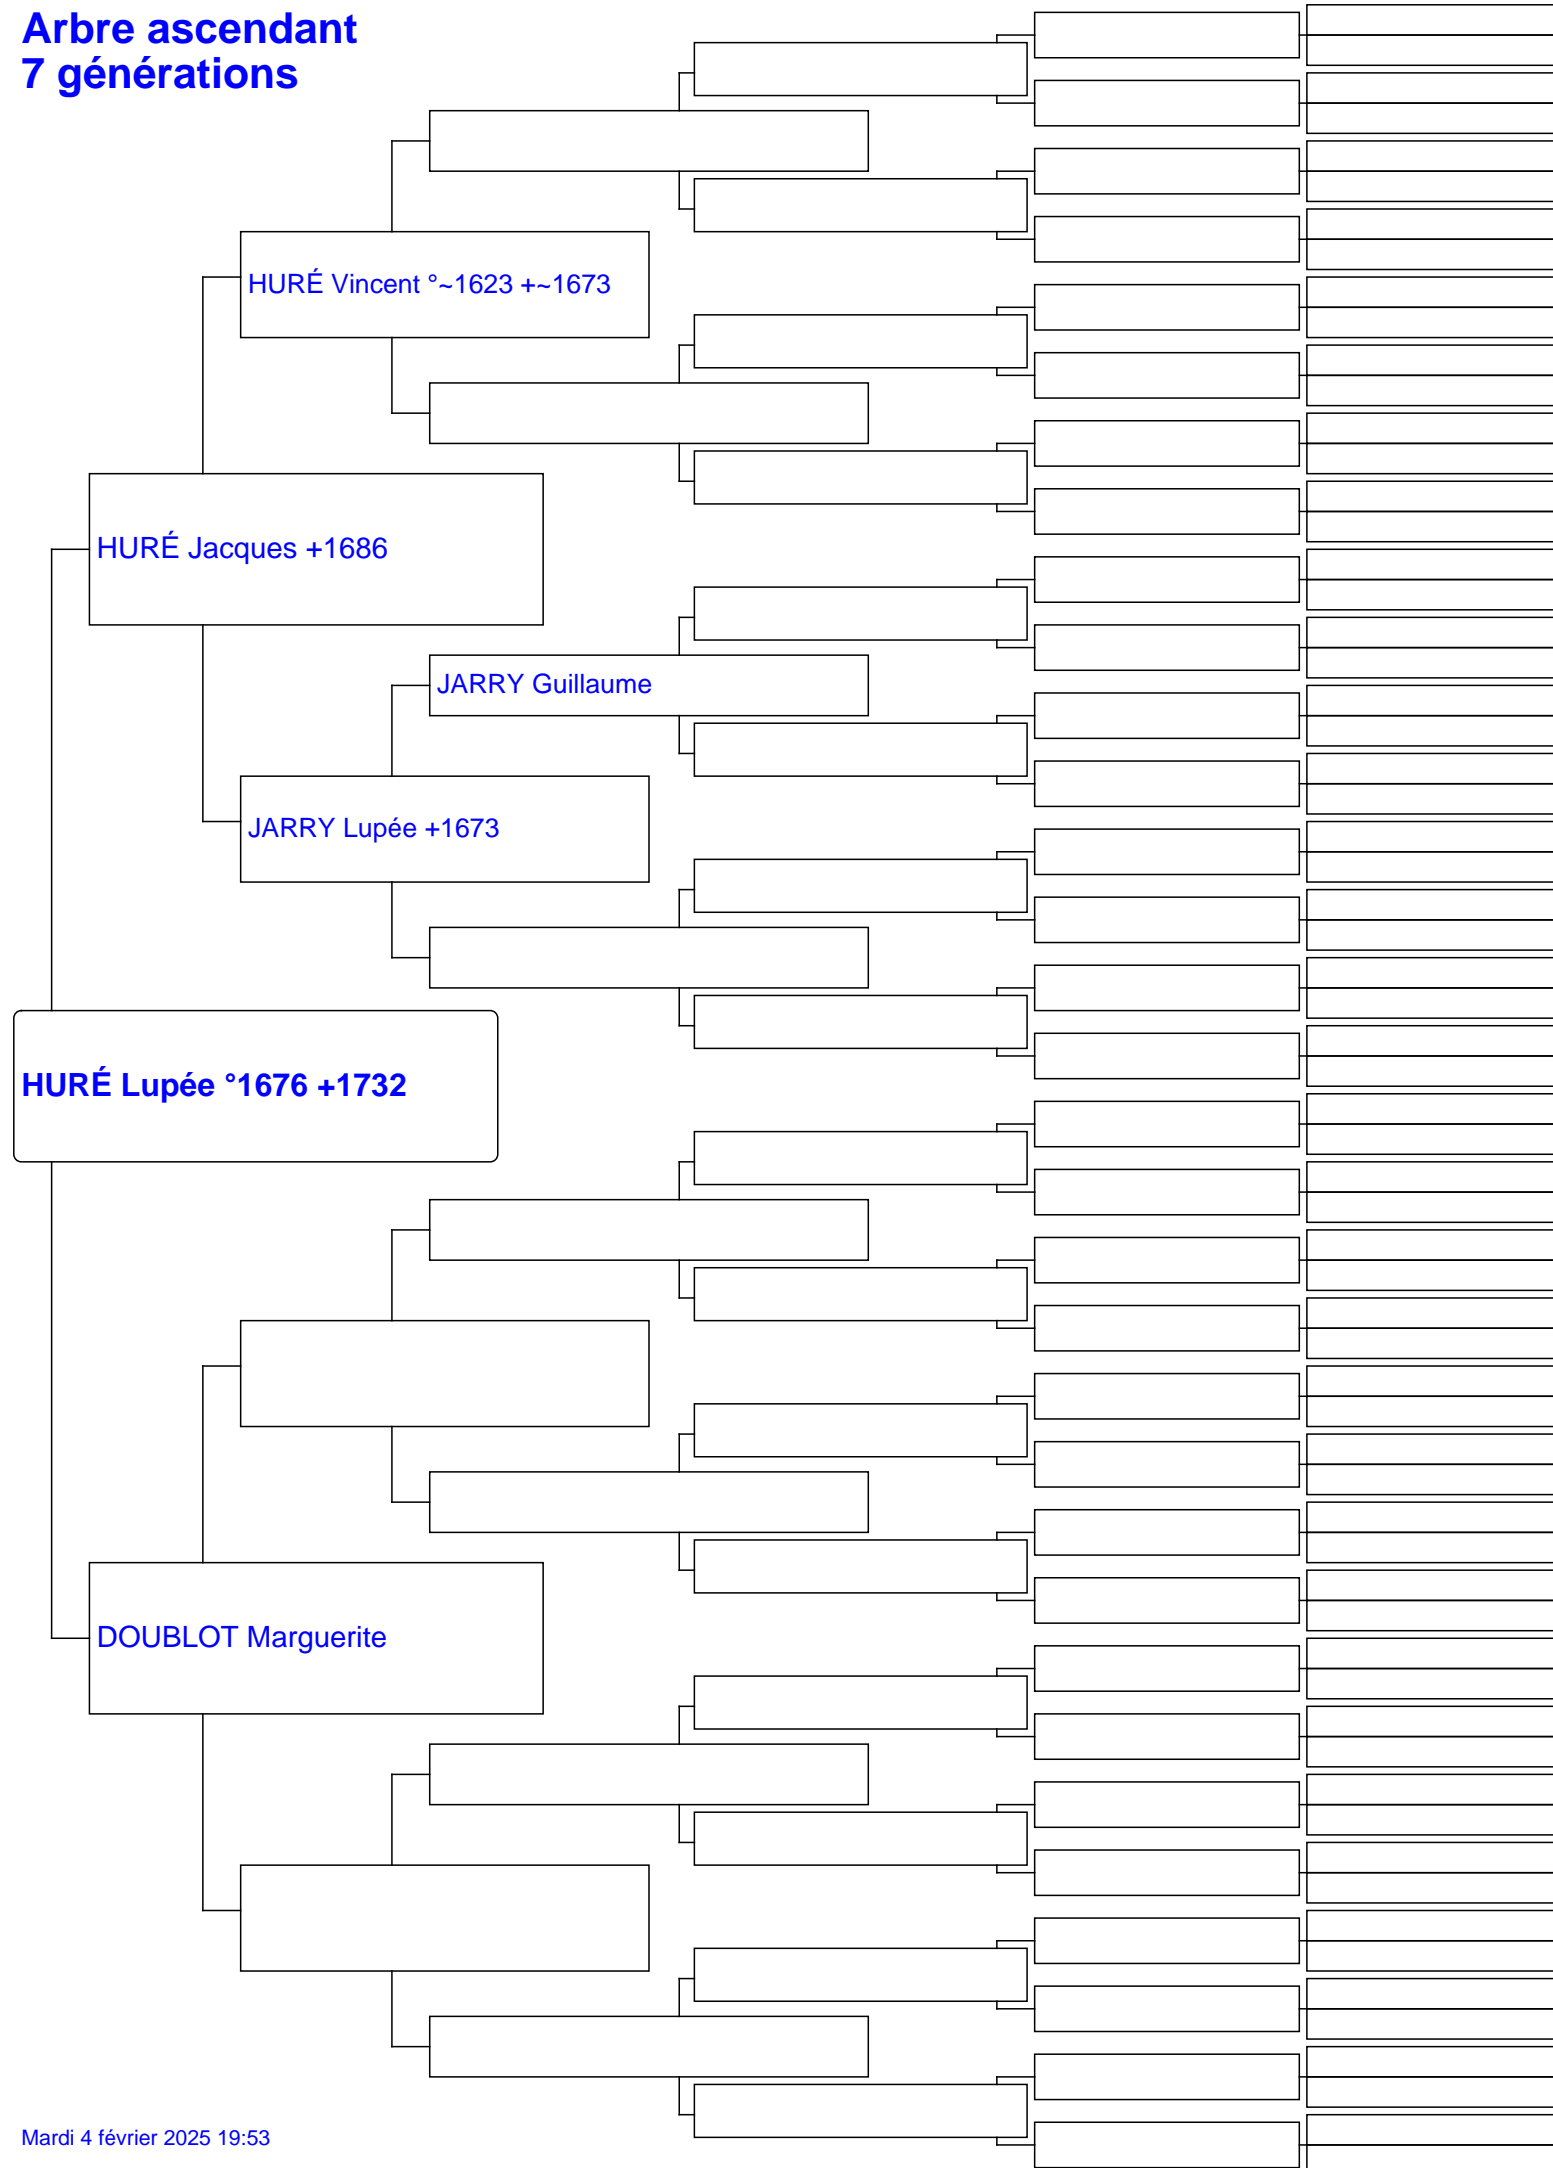 Arbre ascendant
7 générations
HURÉ Vincent °~1623 +~1673
HURÉ Jacques +1686
JARRY Guillaume
JARRY Lupée +1673
HURÉ Lupée °1676 +1732
DOUBLOT Marguerite
Mardi 4 février 2025 19:53